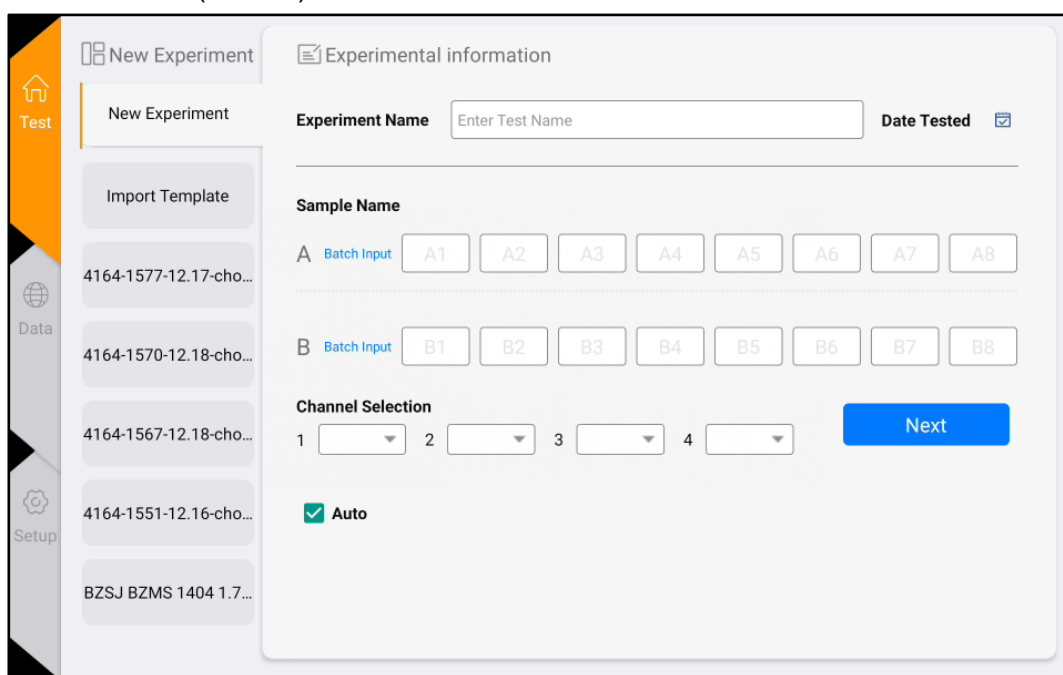 New Experiment
Experimental information
Test
New Experiment
Experiment Name
Enter Test Name
Date Tested
Import Template
Sample Name
A Batch Input A1 A2 A3 A4 A5 A6 A7 A8
4164-1577-12.17-cho...
Data
B Batch Input B1 B2 B3 B4 B5 B6 B7 B8
4164-1570-12.18-cho...
Channel Selection
1 2 3 4
Next
4164-1567-12.18-cho...
Auto
4164-1551-12.16-cho...
Setup
BZSJ BZMS 1404 1.7...